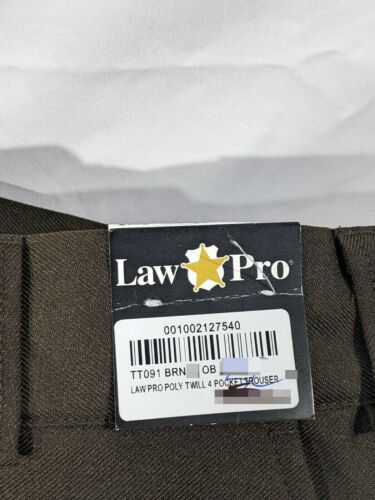 Law Pro®
001002127540
TT091 BRN OB
LAW PRO POLY TWILL 4 POCKET TROUSER